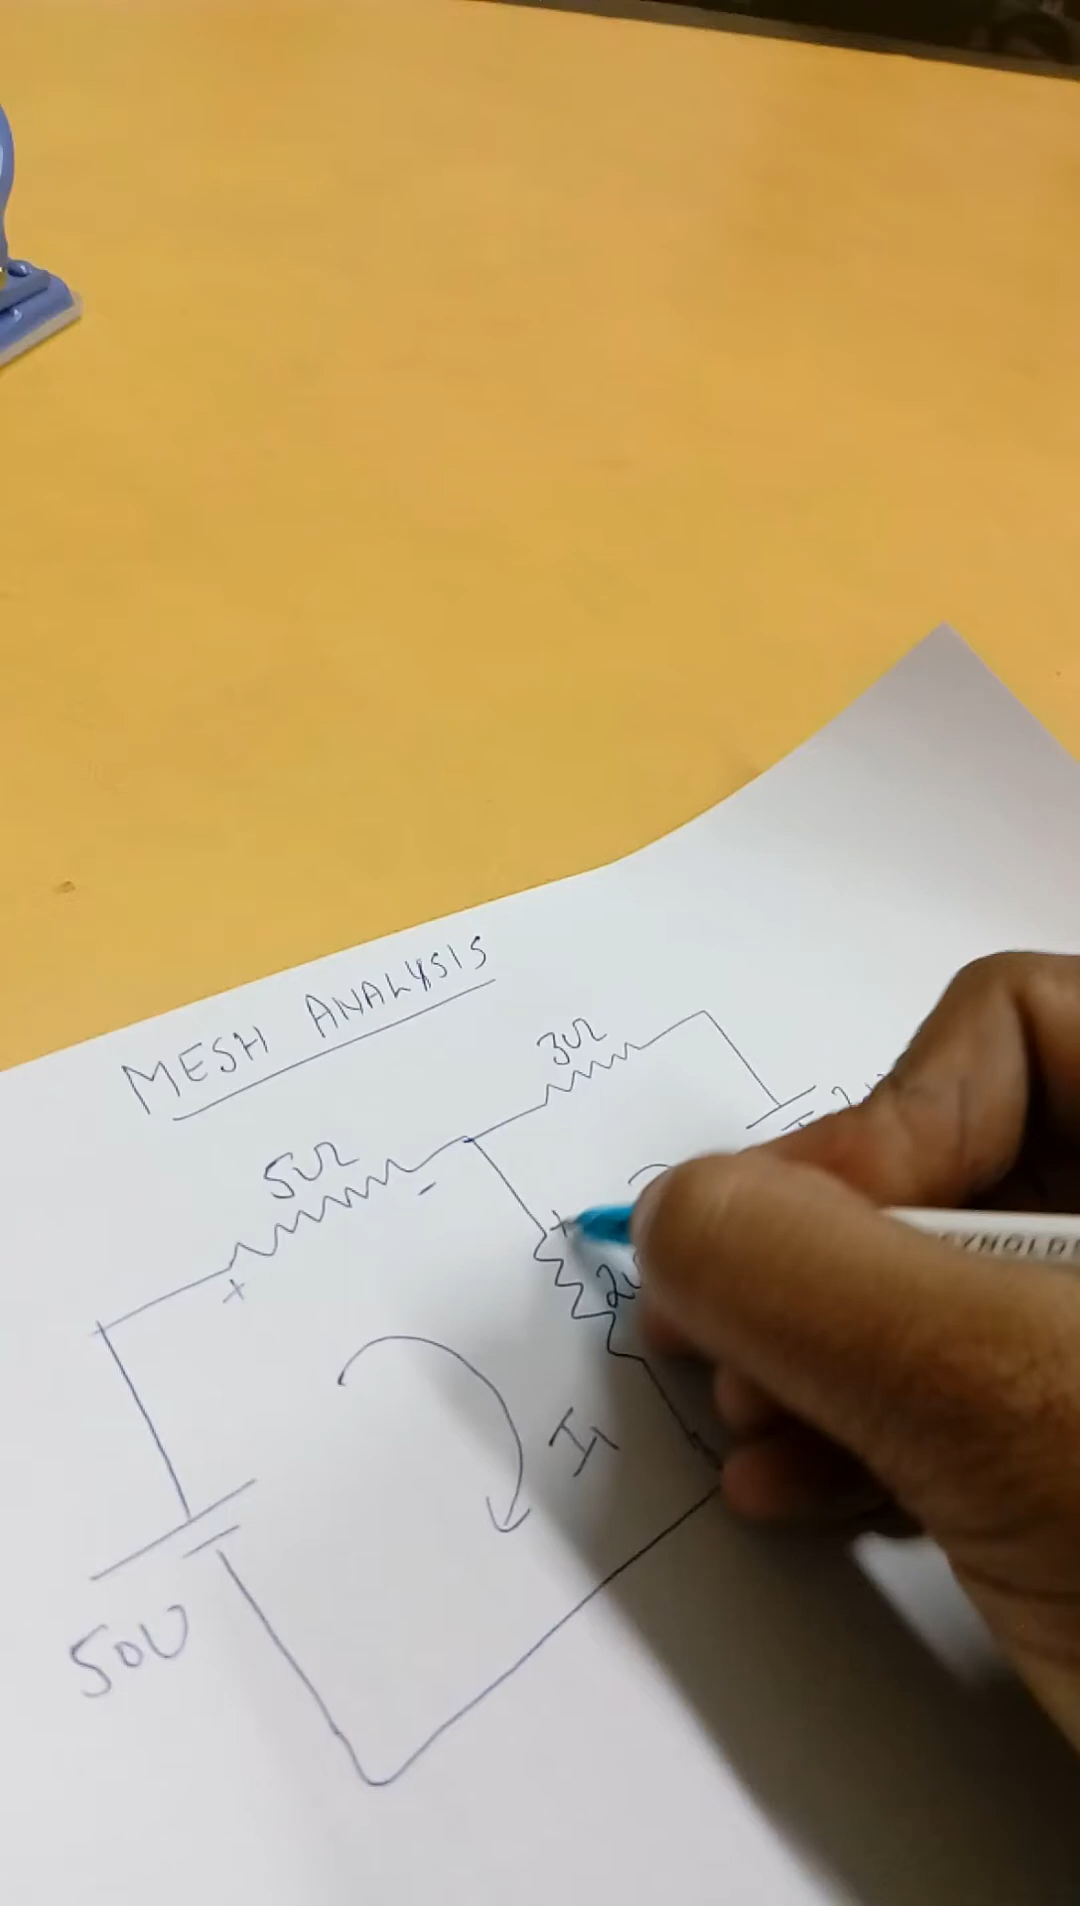 MESH ANALYSIS
3Ω
5Ω
+
-
+
I1
50V